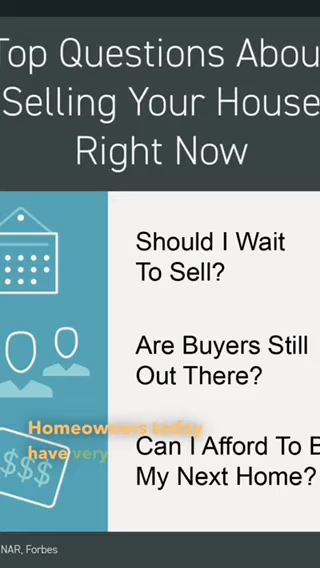 Top Questions Abou
Selling Your House
Right Now
Should I Wait
To Sell?
Are Buyers Still
Out There?
Homeowners today
have very
Can I Afford To B
My Next Home?
$$$
NAR, Forbes